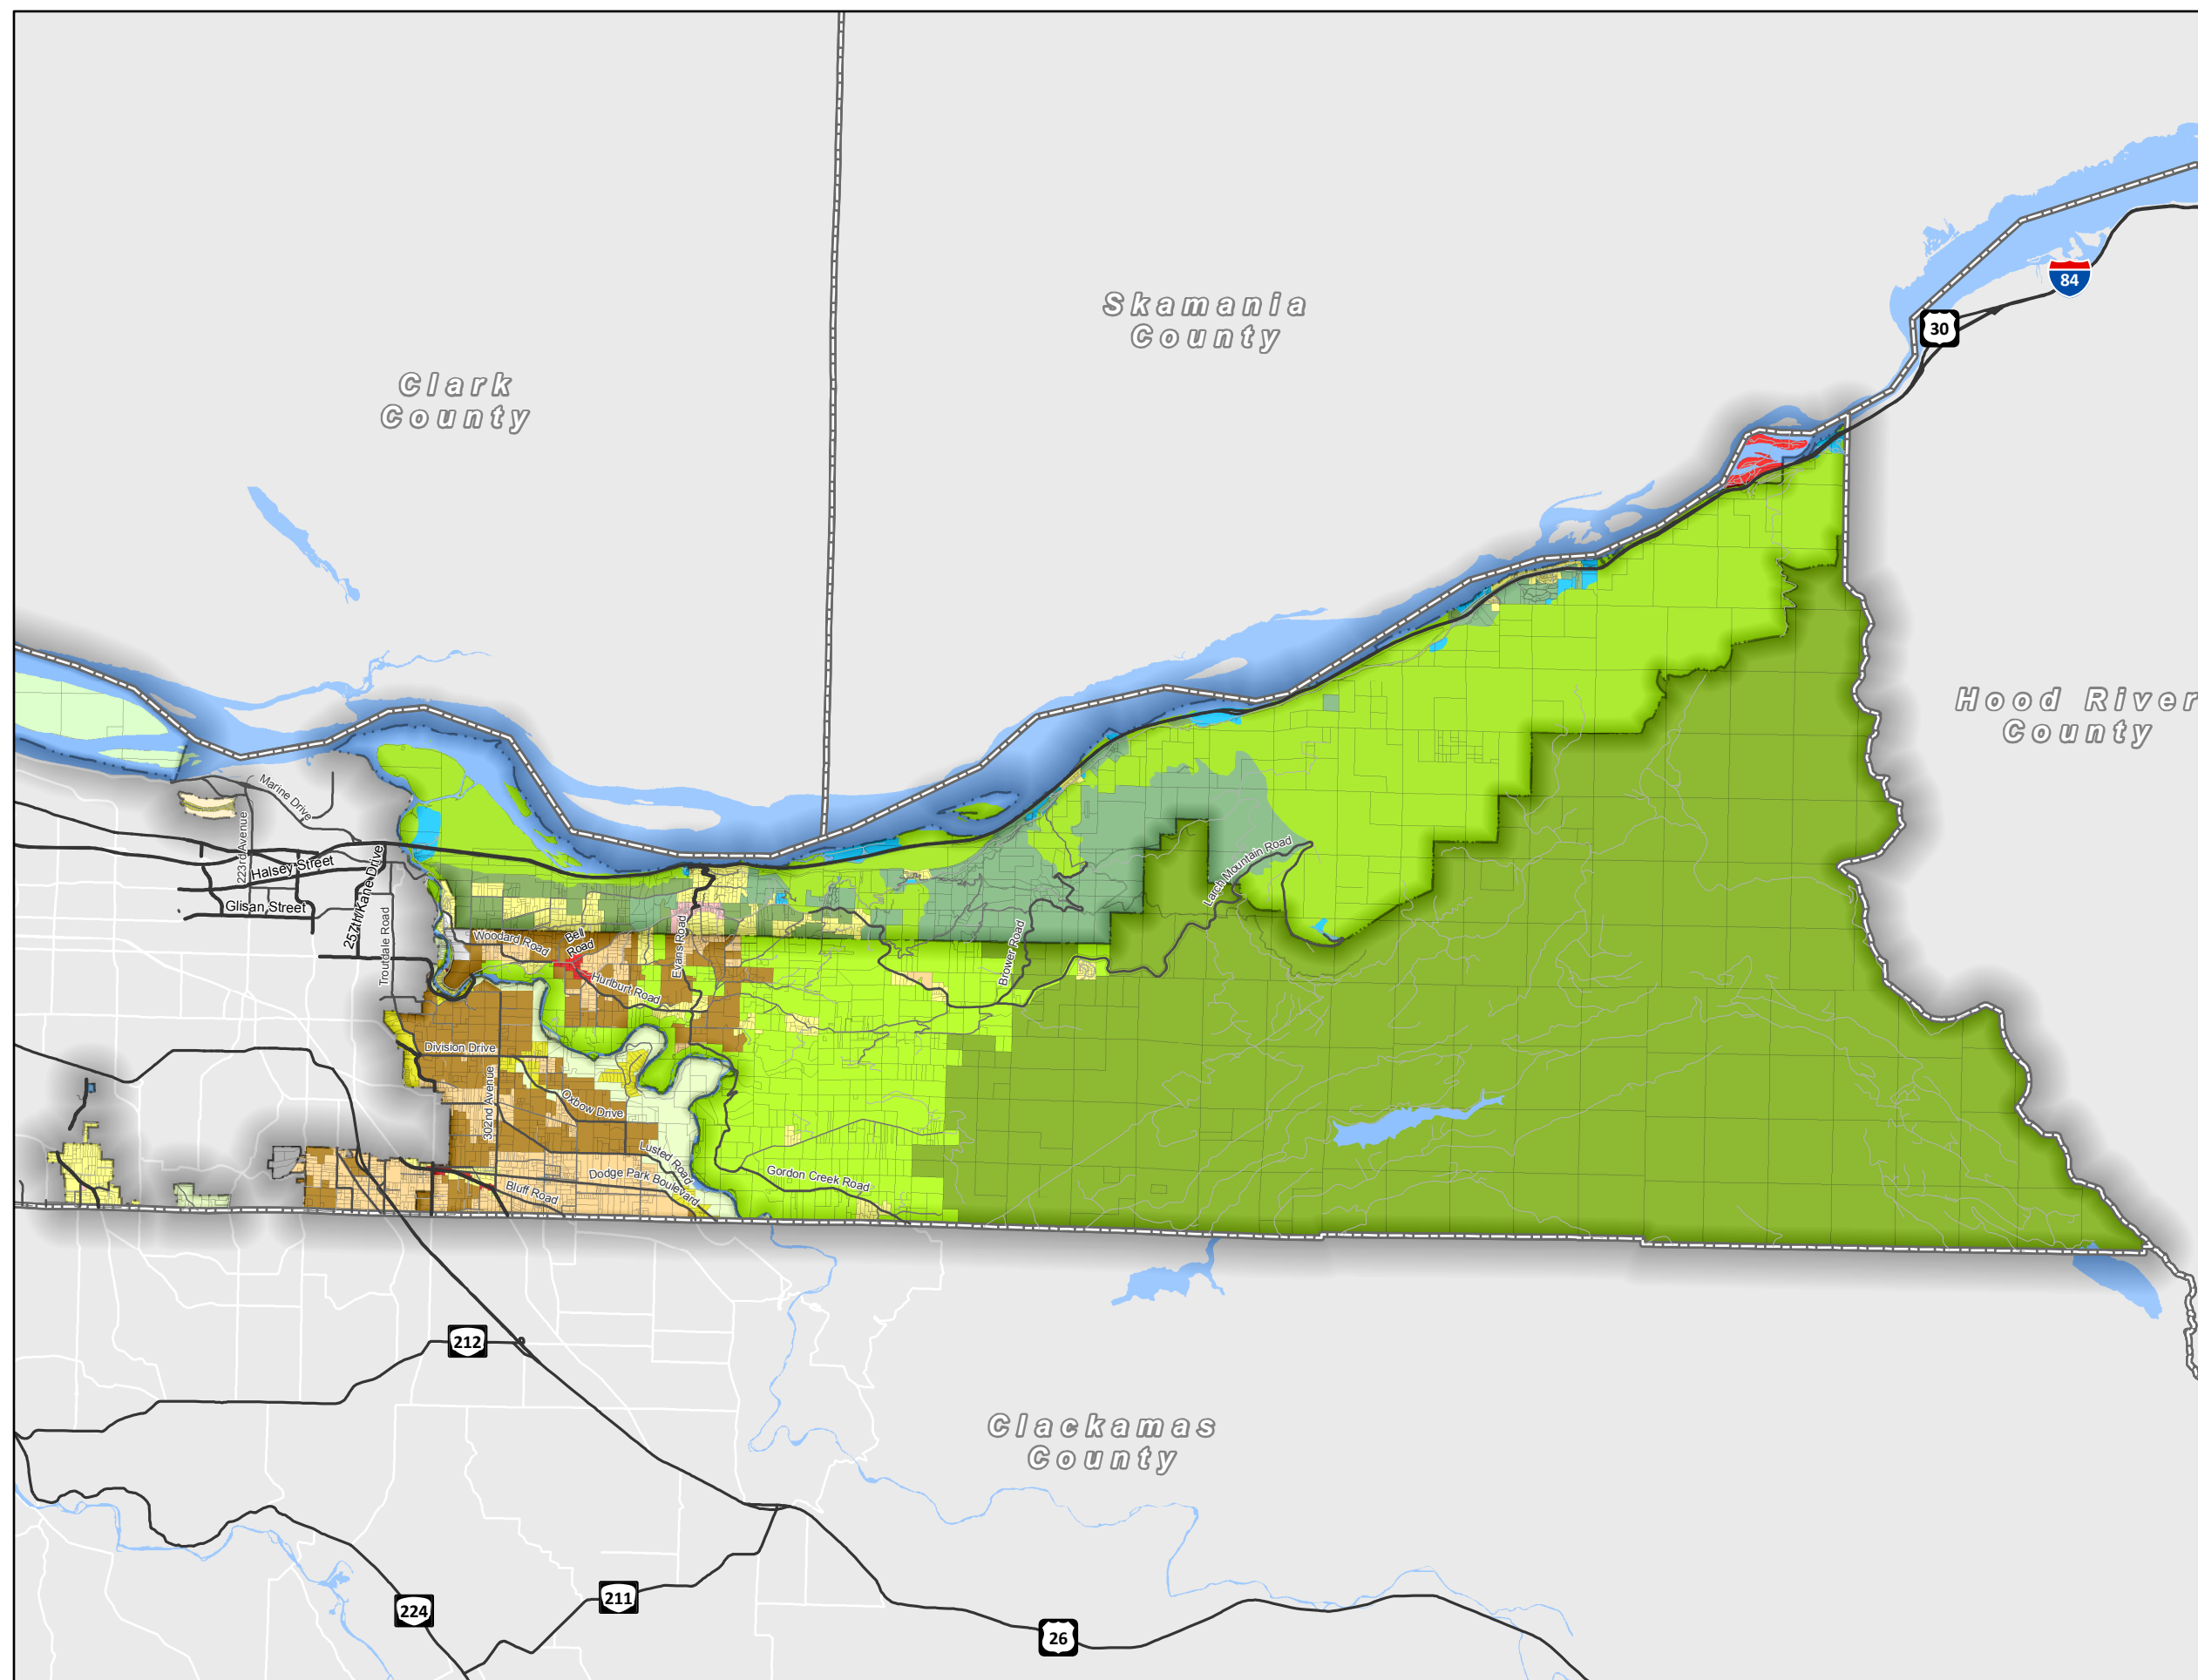 84
30
Skamania
County
Clark
County
Hood River
County
Marine Drive
223rd Avenue
Halsey Street
Glisan Street
257th/Kane Drive
Troutdale Road
Larch Mountain Road
Woodard Road
Bell
Road
Evans Road
Hurlburt Road
Brower Road
Division Drive
302nd Avenue
Oxbow Drive
Lusted Road
Dodge Park Boulevard
Bluff Road
Gordon Creek Road
212
Clackamas
County
211
224
26